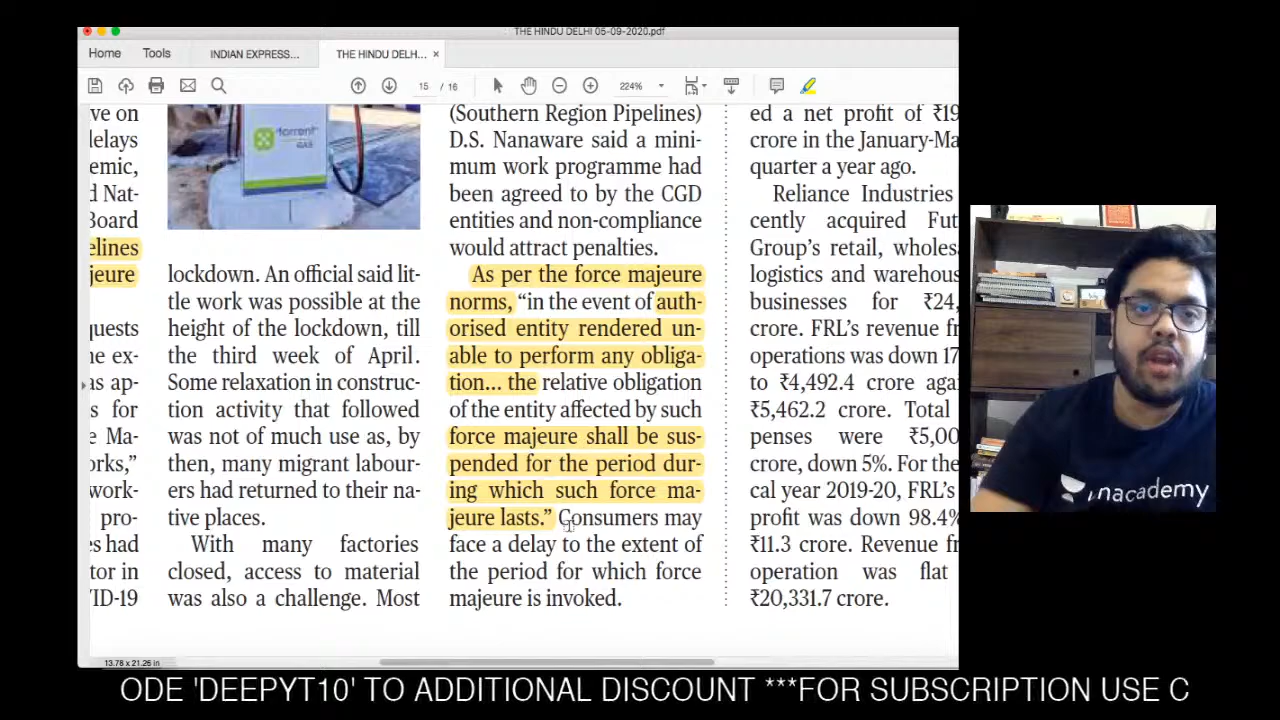 THE HINDU DELHI 05-09-2020.pdf
Home Tools INDIAN EXPRESS... THE HINDU DELH... ×
15 / 16 224%
ve on
delays
emic,
d Nat-
Board
elines
jeure
quests
he ex-
as ap-
s for
e Ma-
orks,"
work-
pro-
es had
tor in
VID-19
torrent
GAS
lockdown. An official said lit-
tle work was possible at the
height of the lockdown, till
the third week of April.
Some relaxation in construc-
tion activity that followed
was not of much use as, by
then, many migrant labour-
ers had returned to their na-
tive places.
With many factories
closed, access to material
was also a challenge. Most
(Southern Region Pipelines)
D.S. Nanaware said a mini-
mum work programme had
been agreed to by the CGD
entities and non-compliance
would attract penalties.
As per the force majeure
norms, “in the event of auth-
orised entity rendered un-
able to perform any obliga-
tion... the relative obligation
of the entity affected by such
force majeure shall be sus-
pended for the period dur-
ing which such force ma-
jeure lasts.” Consumers may
face a delay to the extent of
the period for which force
majeure is invoked.
ed a net profit of ₹19
crore in the January-Ma
quarter a year ago.
Reliance Industries
cently acquired Fut
Group's retail, wholes
logistics and warehous
businesses for ₹24,
crore. FRL's revenue fr
operations was down 17
to ₹4,492.4 crore aga
₹5,462.2 crore. Total
penses were ₹5,00
crore, down 5%. For the
cal year 2019-20, FRL's
profit was down 98.4%
₹11.3 crore. Revenue fr
operation was flat
₹20,331.7 crore.
13.78 x 21.26 in
unacademy
ODE 'DEEPYT10' TO ADDITIONAL DISCOUNT ***FOR SUBSCRIPTION USE C